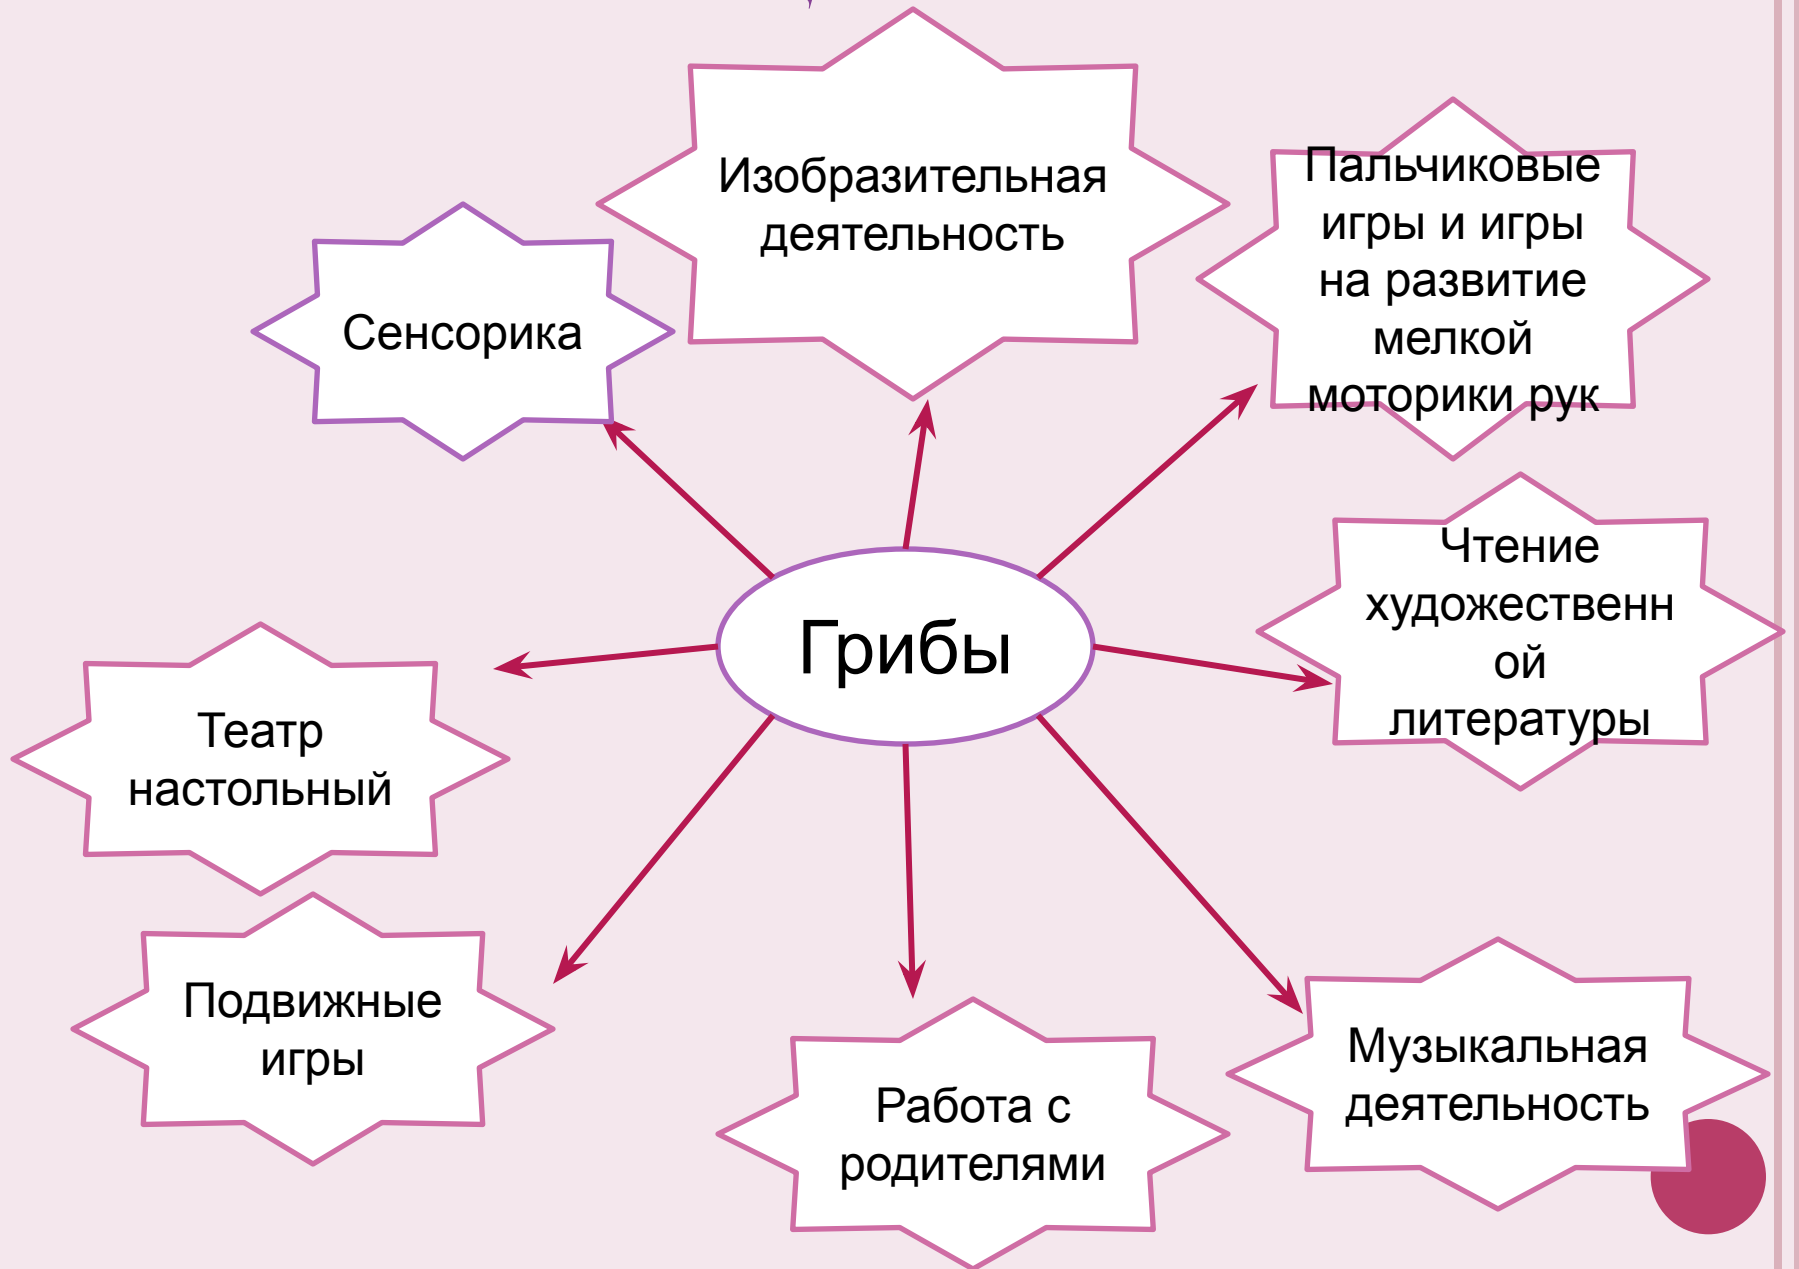 Изобразительная
деятельность
Пальчиковые
игры и игры
на развитие
мелкой
моторики рук
Сенсорика
Чтение
художественн
ой
литературы
Грибы
Театр
настольный
Подвижные
игры
Работа с
родителями
Музыкальная
деятельность